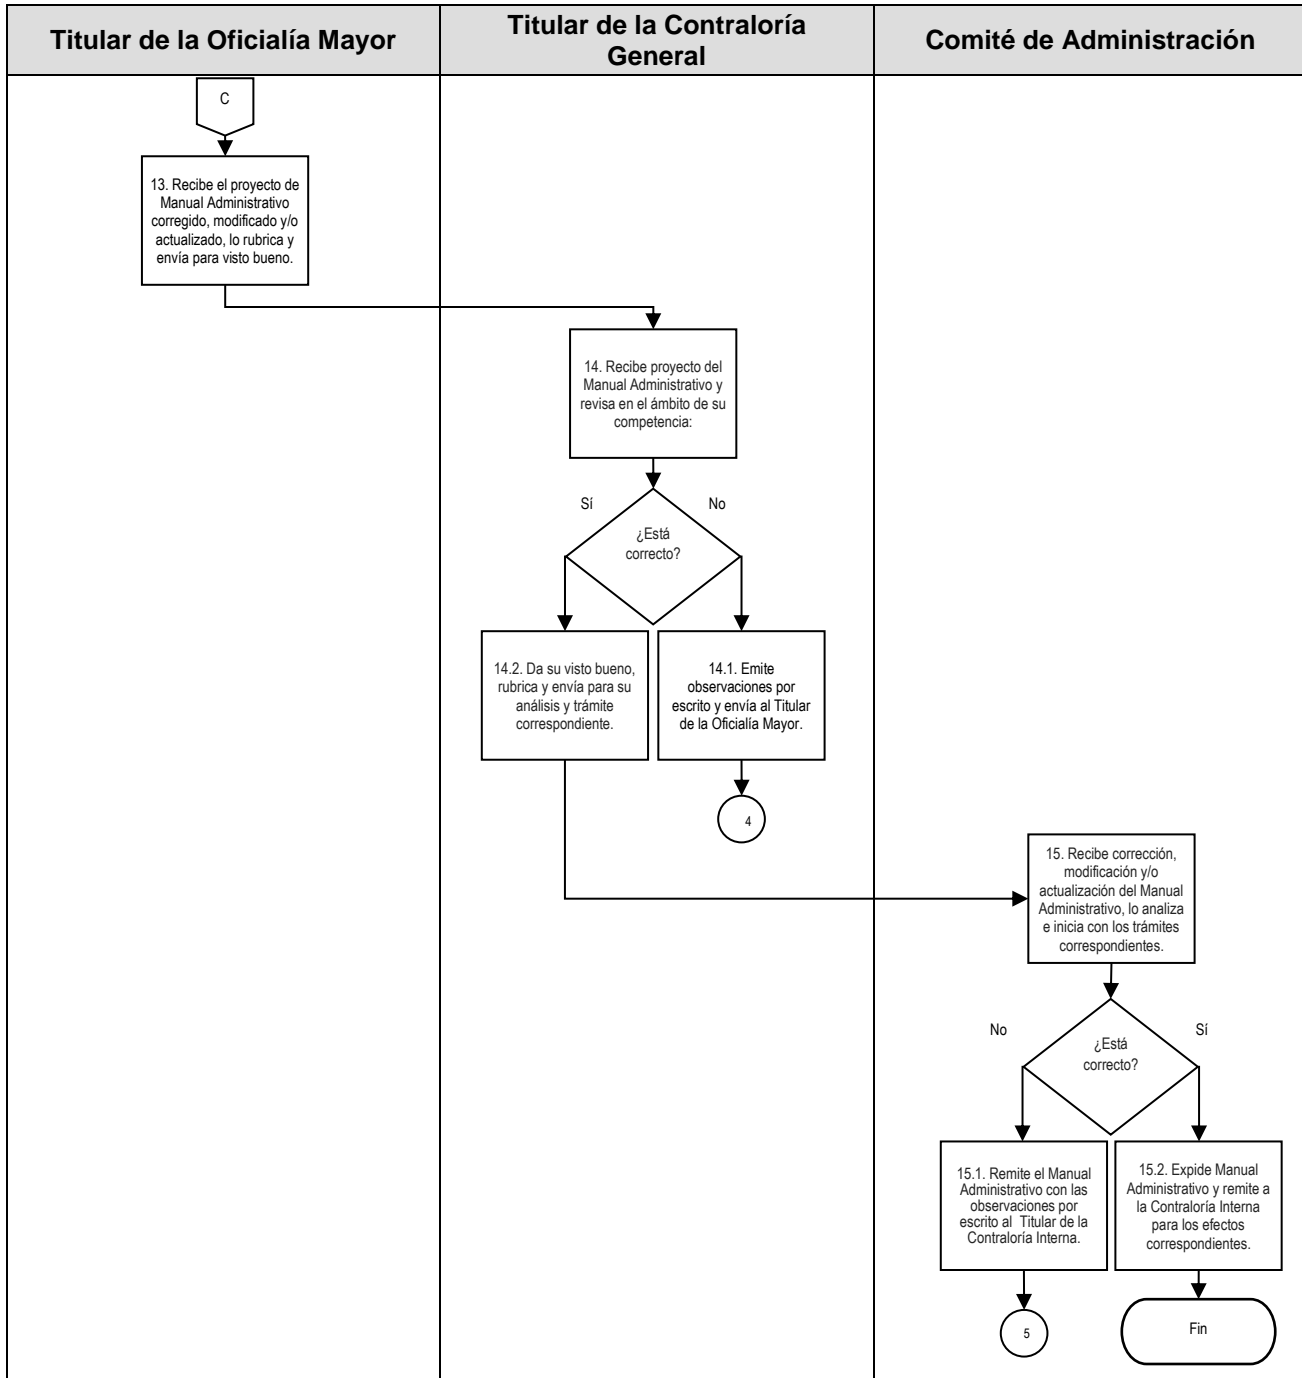 Titular de la Oficialía Mayor
Titular de la Contraloría
General
Comité de Administración
C
13. Recibe el proyecto de
Manual Administrativo
corregido, modificado y/o
actualizado, lo rubrica y
envía para visto bueno.
14. Recibe proyecto del
Manual Administrativo y
revisa en el ámbito de su
competencia:
Sí
No
¿Está
correcto?
14.2. Da su visto bueno,
rubrica y envía para su
análisis y trámite
correspondiente.
14.1. Emite
observaciones por
escrito y envía al Titular
de la Oficialía Mayor.
4
15. Recibe corrección,
modificación y/o
actualización del Manual
Administrativo, lo analiza
e inicia con los trámites
correspondientes.
No
Sí
¿Está
correcto?
15.1. Remite el Manual
Administrativo con las
observaciones por
escrito al  Titular de la
Contraloría Interna.
15.2. Expide Manual
Administrativo y remite a
la Contraloría Interna
para los efectos
correspondientes.
5
Fin